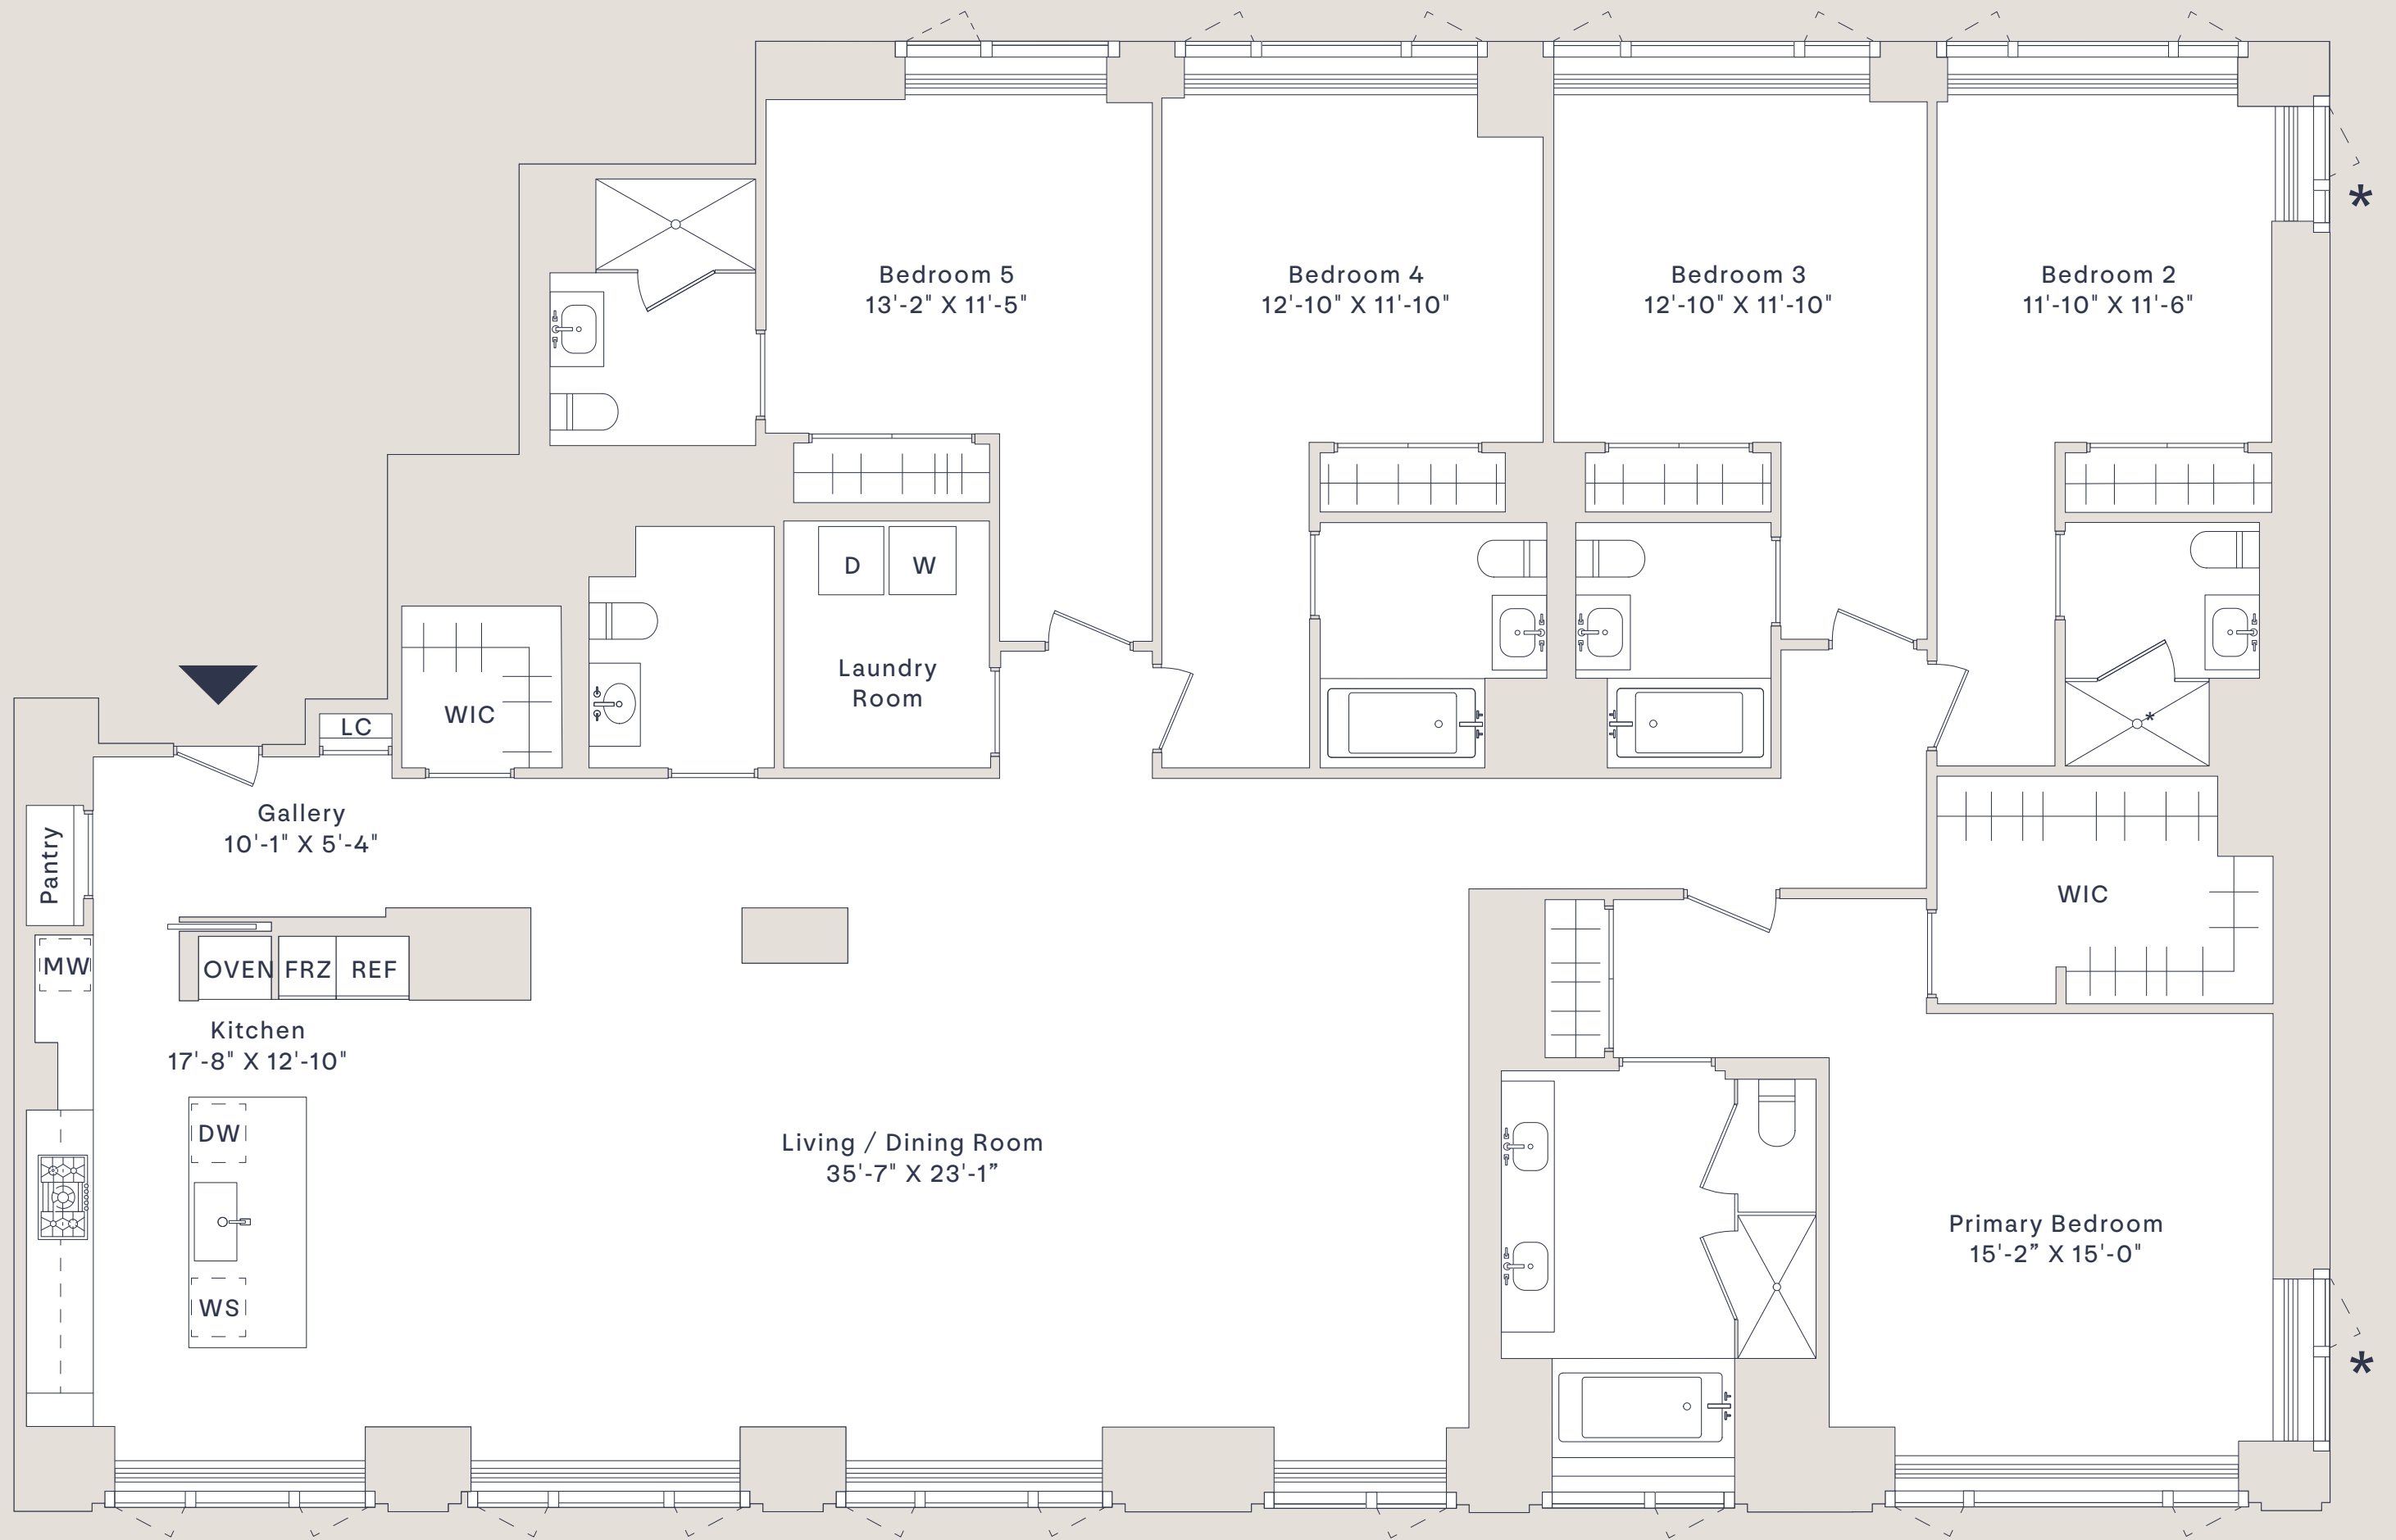 Bedroom 5
13'-2" X 11'-5"
Bedroom 4
12'-10" X 11'-10"
Bedroom 3
12'-10" X 11'-10"
Bedroom 2
11'-10" X 11'-6"
*
D
W
Laundry
Room
WIC
LC
*
Gallery
10'-1" X 5'-4"
Pantry
WIC
MW
OVEN
FRZ
REF
Kitchen
17'-8" X 12'-10"
DW
WS
Living / Dining Room
35'-7" X 23'-1”
Primary Bedroom
15'-2” X 15'-0"
*